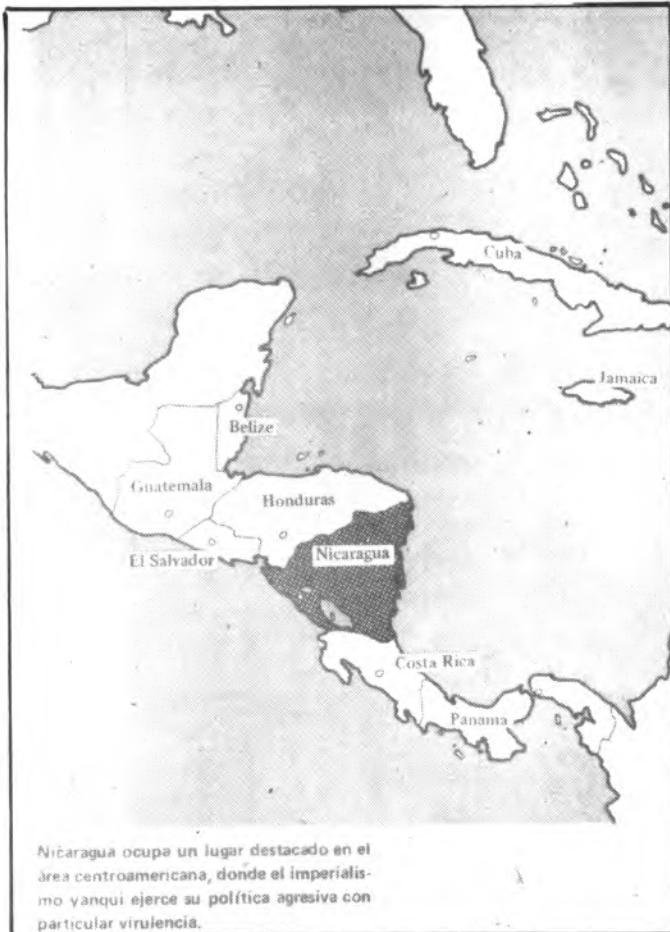 Cuba
Jamaica
Belize
Guatemala
Honduras
El Salvador
Nicaragua
Costa Rica
Panama
Nicaragua ocupa un lugar destacado en el
área centroamericana, donde el imperialis-
mo yanqui ejerce su política agresiva con
particular virulencia.